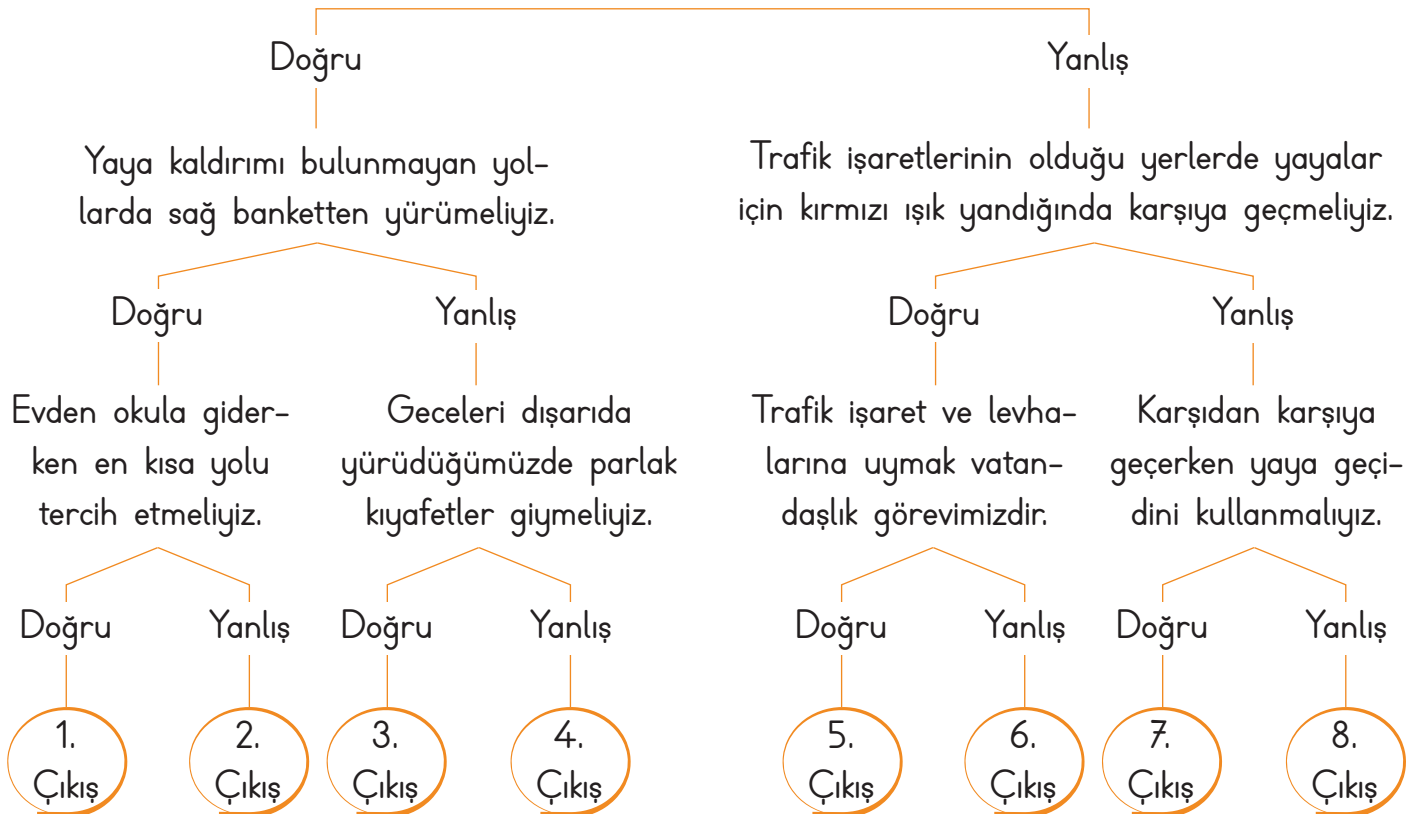 Doğru
Yanlış
Yaya kaldırımı bulunmayan yol-
larda sağ banketten yürümeliyiz.
Trafik işaretlerinin olduğu yerlerde yayalar
için kırmızı ışık yandığında karşıya geçmeliyiz.
Doğru
Yanlış
Doğru
Yanlış
Evden okula gider-
ken en kısa yolu
tercih etmeliyiz.
Geceleri dışarıda
yürüdüğümüzde parlak
kıyafetler giymeliyiz.
Trafik işaret ve levha-
larına uymak vatan-
daşlık görevimizdir.
Karşıdan karşıya
geçerken yaya geçi-
dini kullanmalıyız.
Doğru
Yanlış
Doğru
Yanlış
Doğru
Yanlış
Doğru
Yanlış
1.
Çıkış
2.
Çıkış
3.
Çıkış
4.
Çıkış
5.
Çıkış
6.
Çıkış
7.
Çıkış
8.
Çıkış